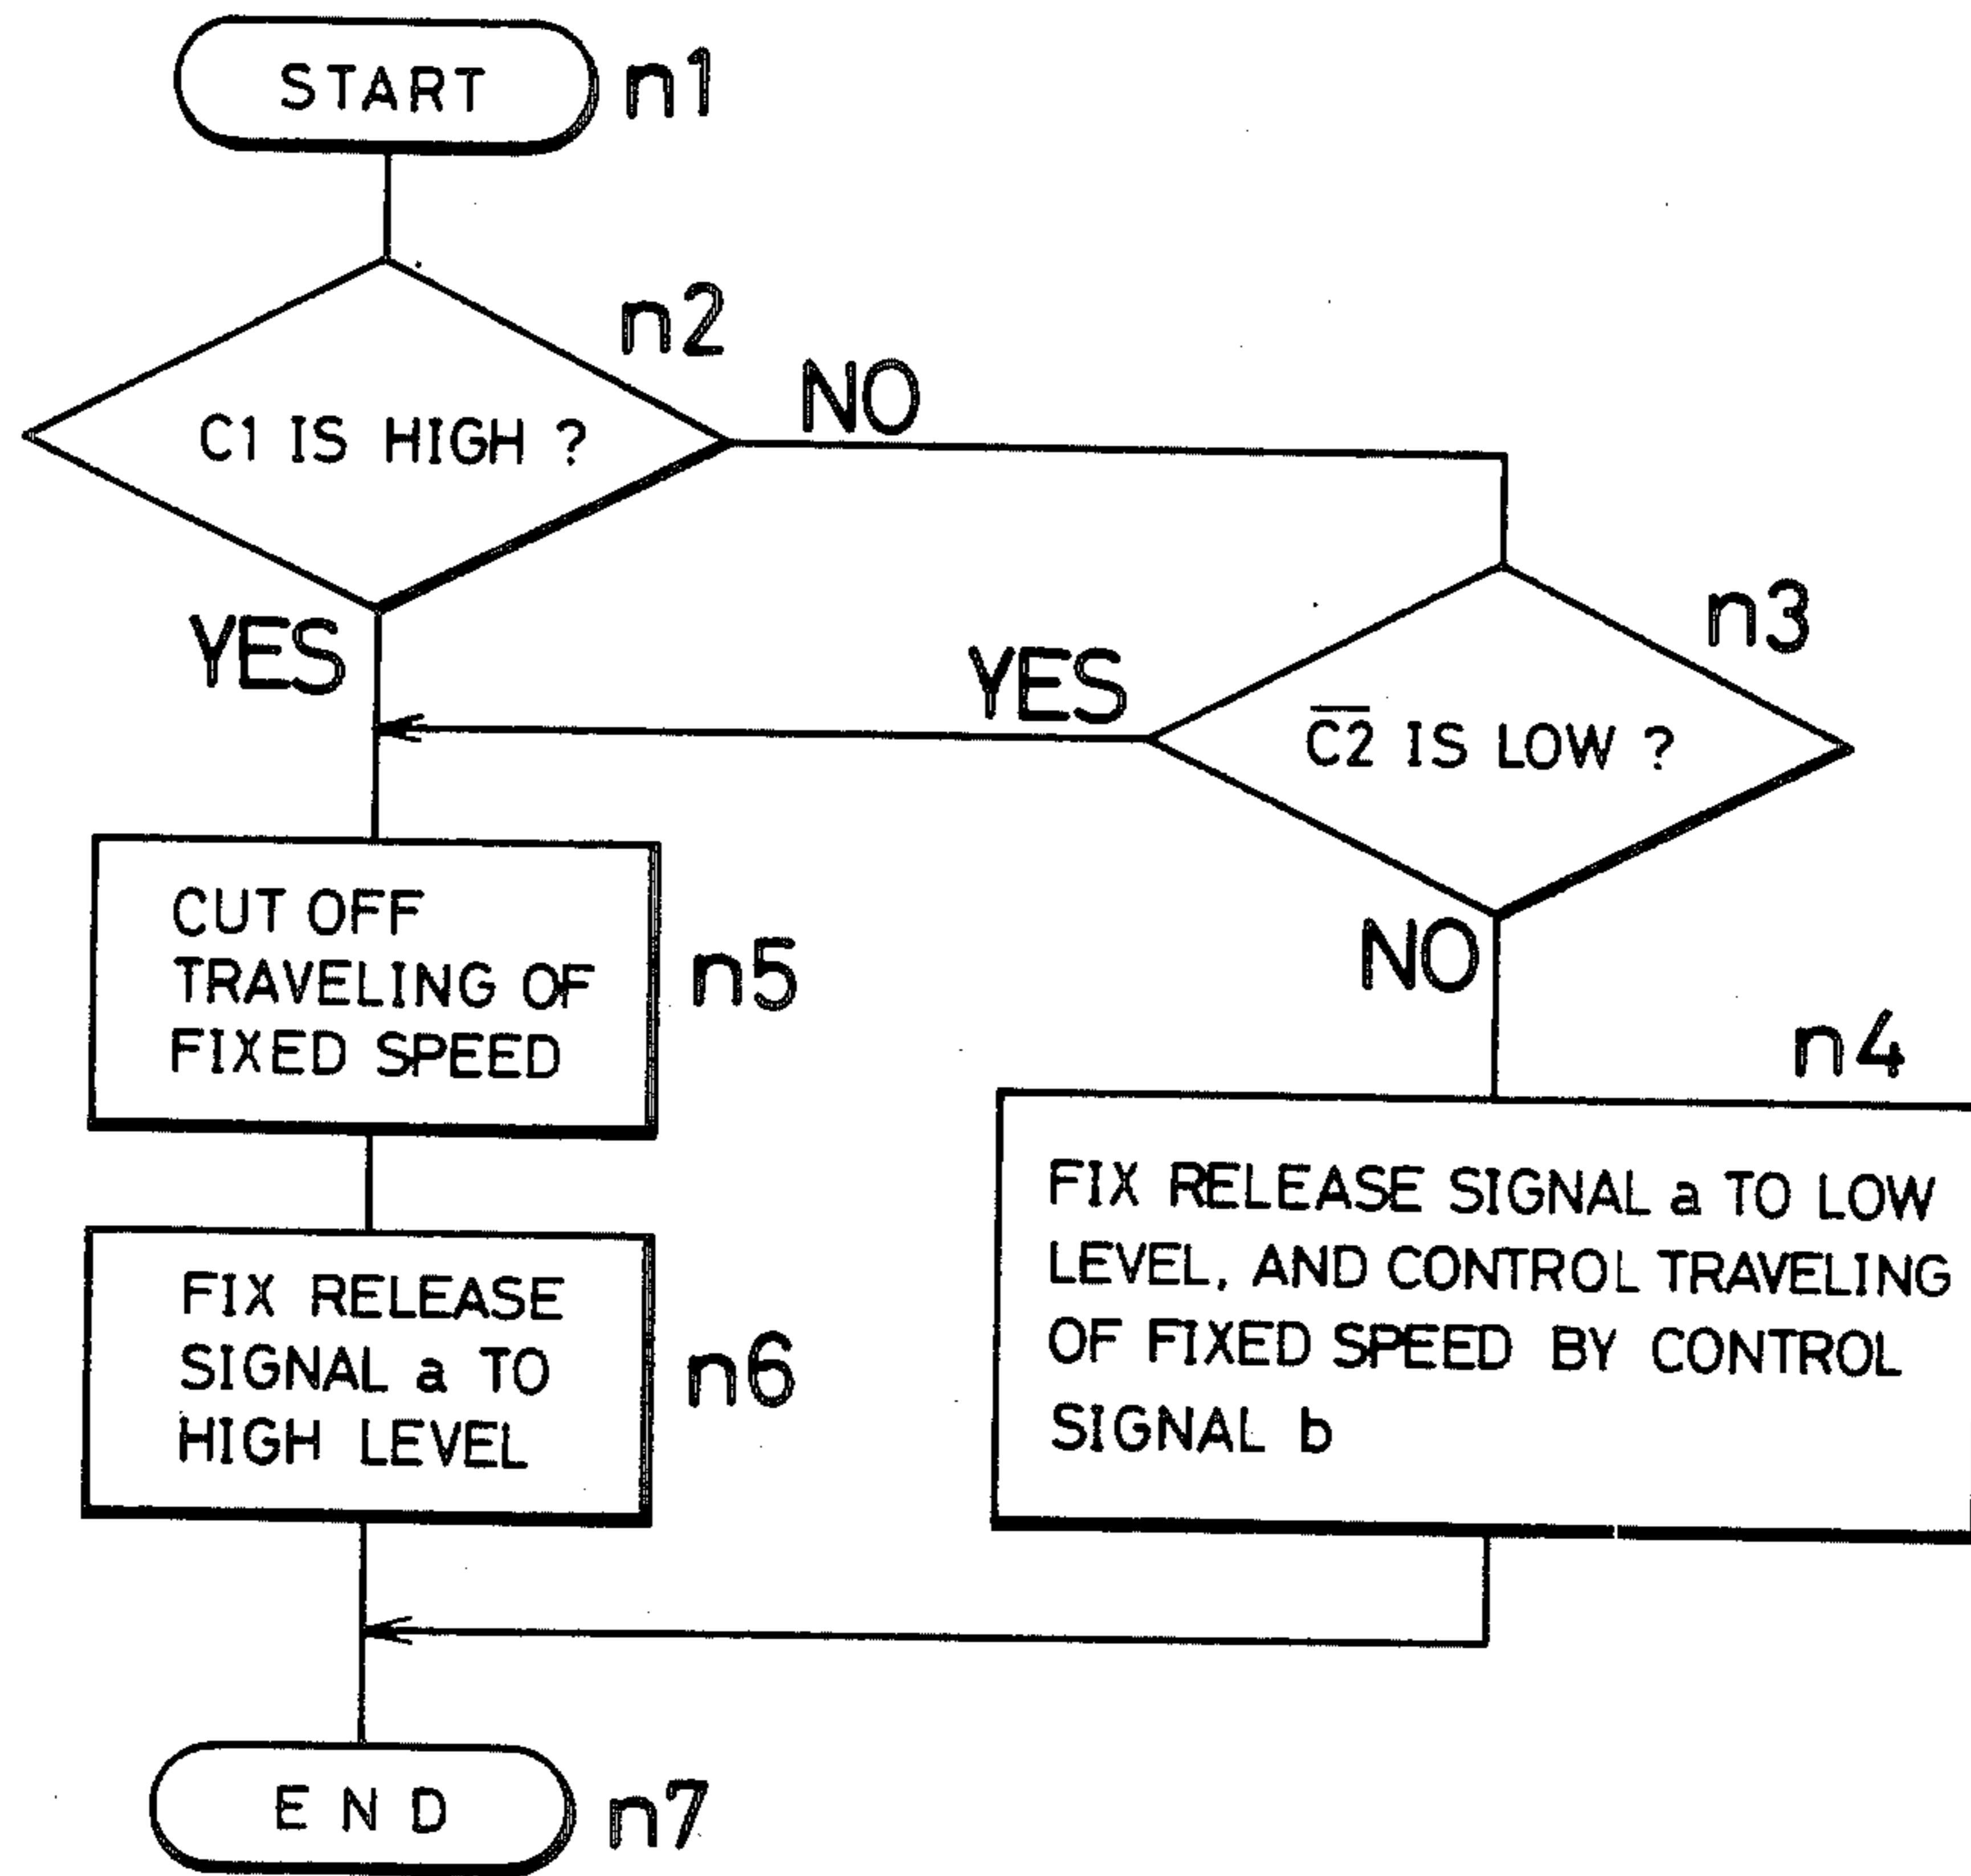 START
n1
n2
C1 IS HIGH ?
NO
YES
n3
YES
C̅2̅ IS LOW ?
NO
CUT OFF
TRAVELING OF
FIXED SPEED
n5
n4
FIX RELEASE SIGNAL a TO LOW
LEVEL, AND CONTROL TRAVELING
OF FIXED SPEED BY CONTROL
SIGNAL b
FIX RELEASE
SIGNAL a TO
HIGH LEVEL
n6
END
n7